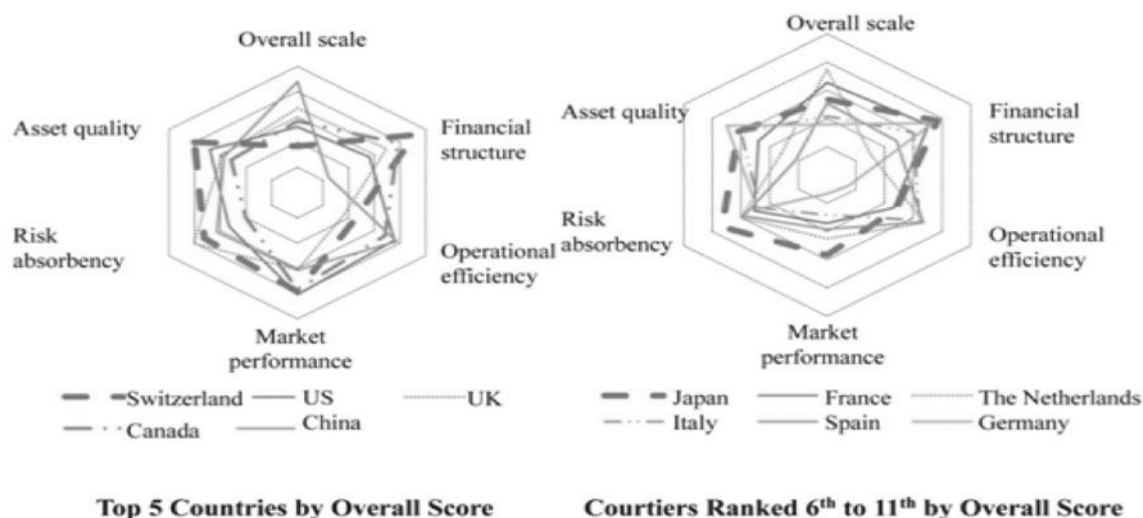 Overall scale
Asset quality
Financial
structure
Risk
absorbency
Operational
efficiency
Market
performance
Switzerland
US
UK
Canada
China
Top 5 Countries by Overall Score
Overall scale
Asset quality
Financial
structure
Risk
absorbency
Operational
efficiency
Market
performance
Japan
France
The Netherlands
Italy
Spain
Germany
Courtiers Ranked 6th to 11th by Overall Score